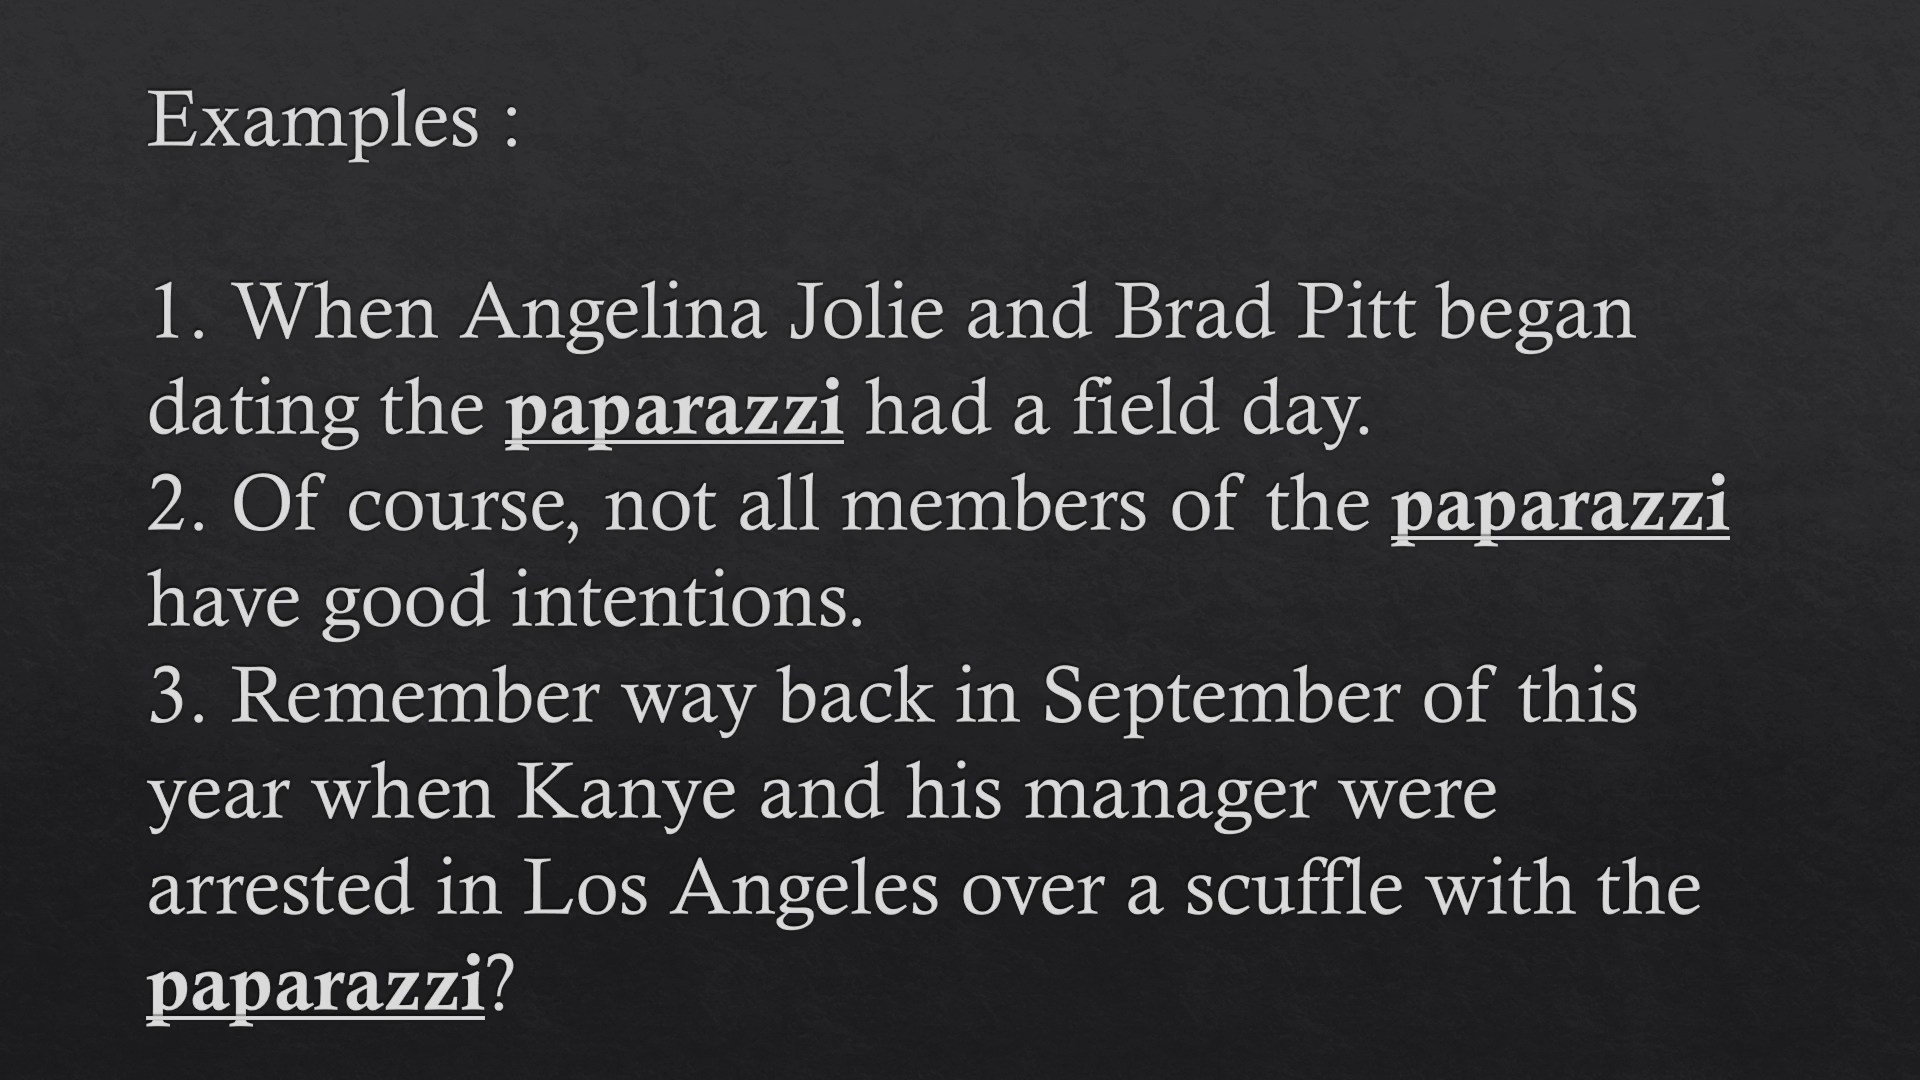 Examples :
1. When Angelina Jolie and Brad Pitt began
dating the paparazzi had a field day.
2. Of course, not all members of the paparazzi
have good intentions.
3. Remember way back in September of this
year when Kanye and his manager were
arrested in Los Angeles over a scuffle with the
paparazzi?